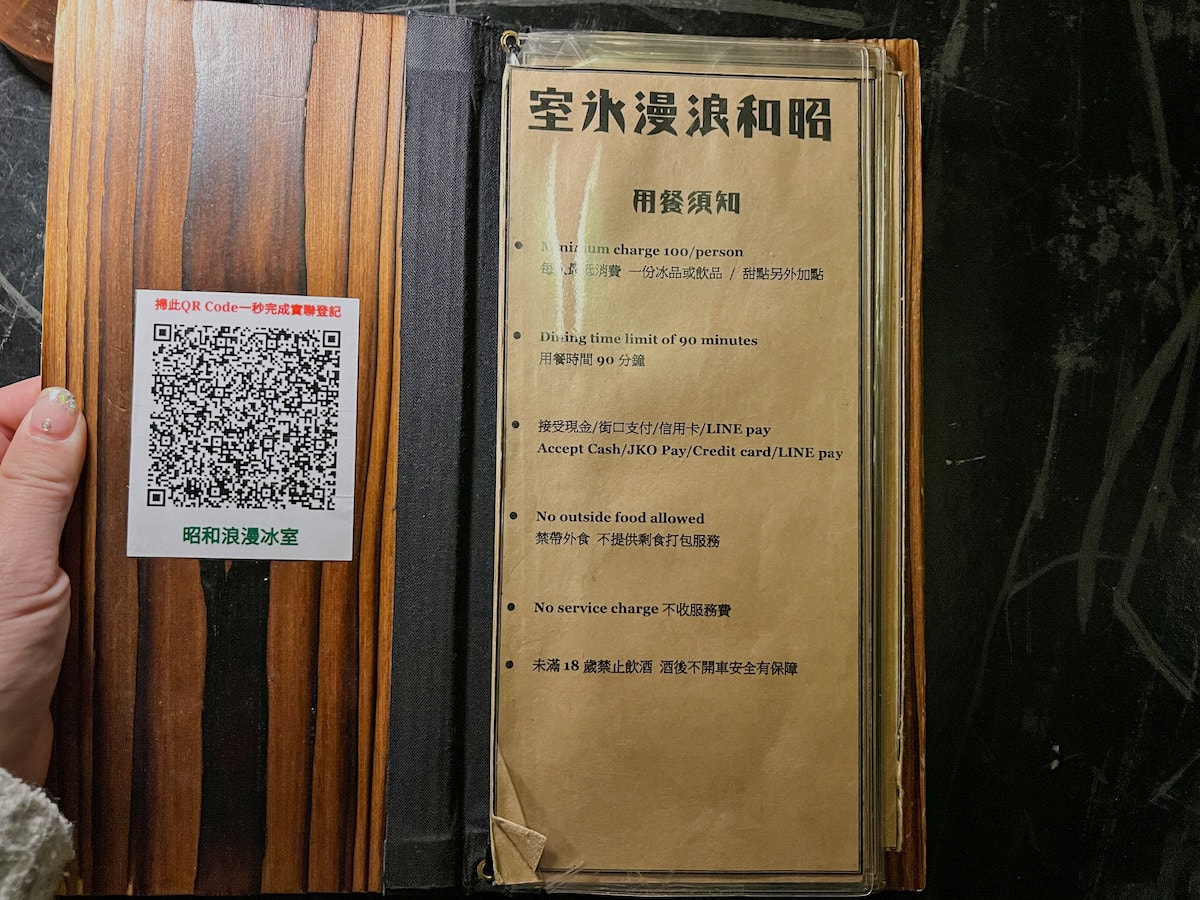 掃此QR Code一秒完成實聯登記
昭和浪漫冰室
昭和浪漫氷室
用餐須知
Minimum charge 100/person
每人最低消費 一份冰品或飲品 / 甜點另外加點
Dining time limit of 90 minutes
用餐時間 90 分鐘
接受現金/街口支付/信用卡/LINE pay
Accept Cash/JKO Pay/Credit card/LINE pay
No outside food allowed
禁帶外食 不提供剩食打包服務
No service charge 不收服務費
未滿 18 歲禁止飲酒 酒後不開車安全有保障